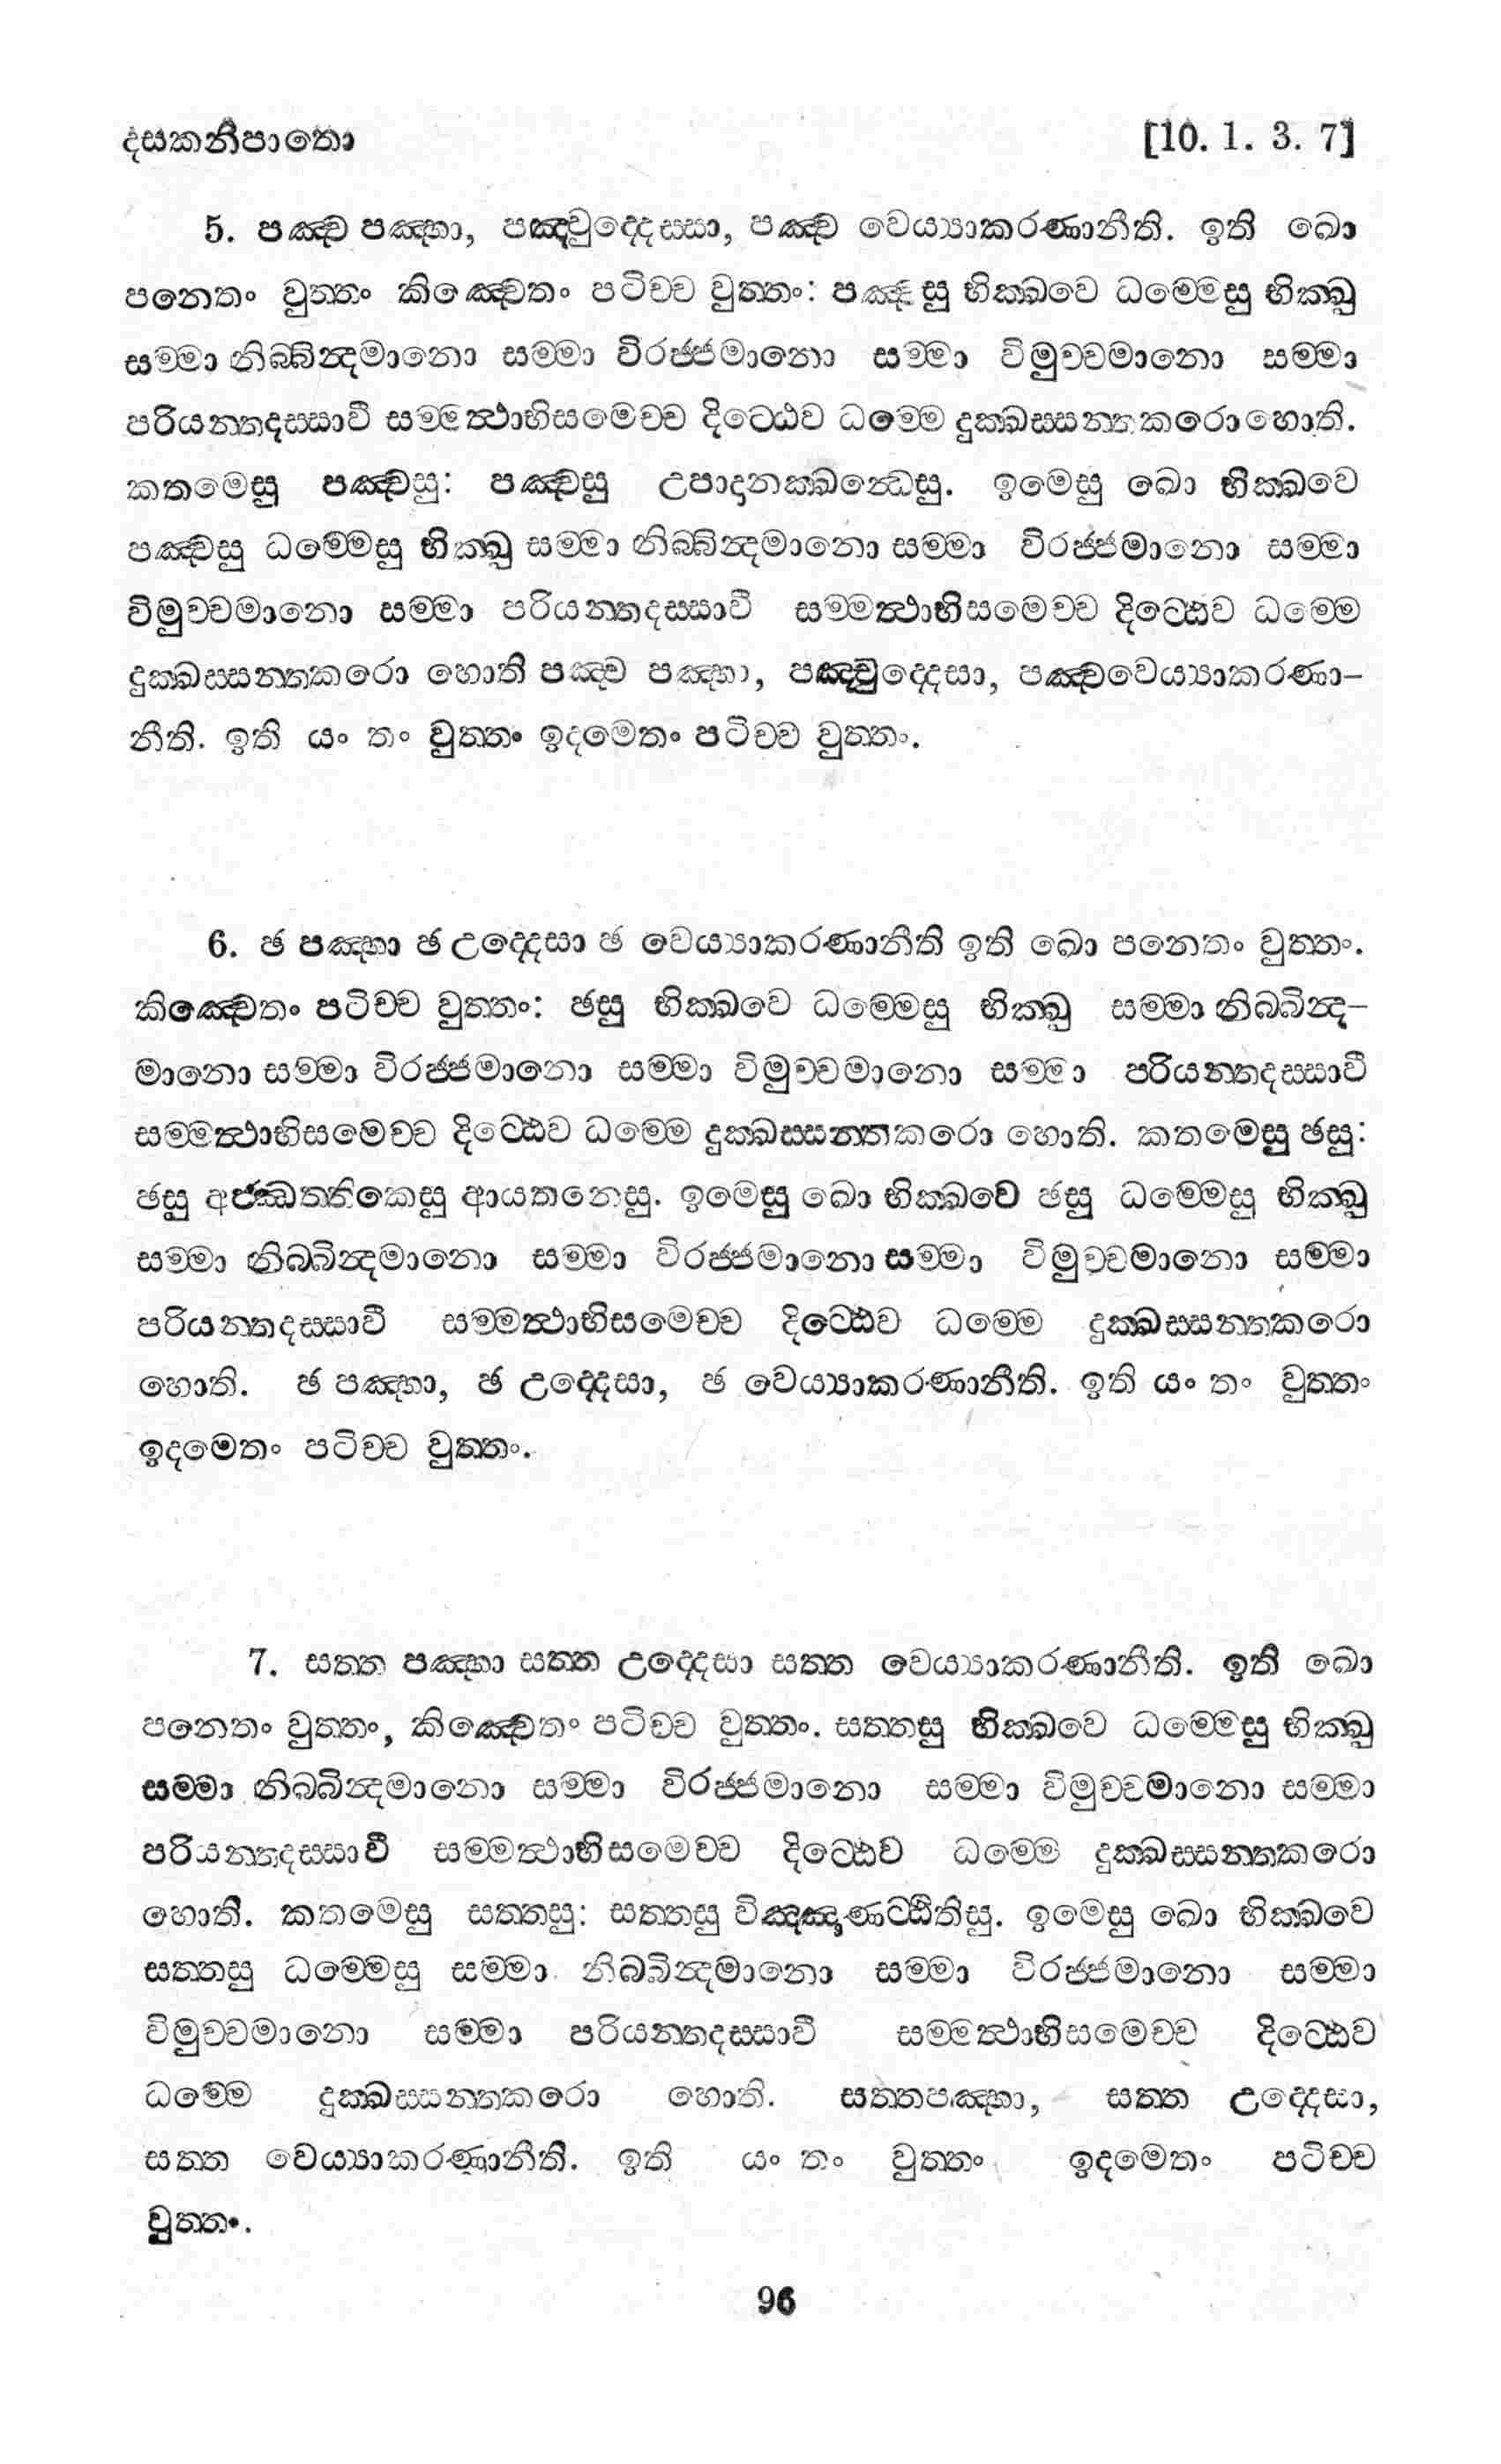 දසකනිපාතො [10. 1. 3. 7]
5. පඤ්ච පඤ්හා, පඤ්චුද්දෙස්සා, පඤ්ච වෙය්‍යාකරණානීති. ඉති ඛො
පනෙතං වුත්තං කිඤ්චෙතං පටිච්ච වුත්තං: පඤ්චසු භික්ඛවෙ ධම්මෙසු භික්ඛු
සම්මා නිබ්බින්දමානො සම්මා විරජ්ජමානො සම්මා විමුච්චමානො සම්මා
පරියන්තදස්සාවී සම්මත්ථාභිසමෙච්ච දිට්ඨෙව ධම්මෙ දුක්ඛස්සන්තකරොහොති.
කතමෙසු පඤ්චසු: පඤ්චසු උපාදානක්ඛන්ධෙසු. ඉමෙසු ඛො භික්ඛවෙ
පඤ්චසු ධම්මෙසු භික්ඛු සම්මා නිබ්බින්දමානො සම්මා විරජ්ජමානො සම්මා
විමුච්චමානො සම්මා පරියන්තදස්සාවී සම්මත්ථාභිසමෙච්ච දිට්ඨෙව ධම්මෙ
දුක්ඛස්සන්තකරො හොති පඤ්ච පඤ්හා, පඤ්චුද්දෙසා, පඤ්චවෙය්‍යාකරණා-
නීති. ඉති යං තං වුත්තං ඉදමෙතං පටිච්ච වුත්තං.
6. ඡ පඤ්හා ඡ උද්දෙසා ඡ වෙය්‍යාකරණානීති ඉති ඛො පනෙතං වුත්තං.
කිඤ්චෙතං පටිච්ච වුත්තං: ඡසු භික්ඛවෙ ධම්මෙසු භික්ඛු සම්මා නිබ්බින්ද-
මානො සම්මා විරජ්ජමානො සම්මා විමුච්චමානො සම්මා පරියන්තදස්සාවී
සම්මත්ථාභිසමෙච්ච දිට්ඨෙව ධම්මෙ දුක්ඛස්සන්තකරො හොති. කතමෙසු ඡසු:
ඡසු අජ්ඣත්තිකෙසු ආයතනෙසු. ඉමෙසු ඛො භික්ඛවෙ ඡසු ධම්මෙසු භික්ඛු
සම්මා නිබ්බින්දමානො සම්මා විරජ්ජමානො සම්මා විමුච්චමානො සම්මා
පරියන්තදස්සාවී සම්මත්ථාභිසමෙච්ච දිට්ඨෙව ධම්මෙ දුක්ඛස්සන්තකරො
හොති. ඡ පඤ්හා, ඡ උද්දෙසා, ඡ වෙය්‍යාකරණානීති. ඉති යං තං වුත්තං
ඉදමෙතං පටිච්ච වුත්තං.
7. සත්ත පඤ්හා සත්ත උද්දෙසා සත්ත වෙය්‍යාකරණානීති. ඉති ඛො
පනෙතං වුත්තං, කිඤ්චෙතං පටිච්ච වුත්තං. සත්තසු භික්ඛවෙ ධම්මෙසු භික්ඛු
සම්මා නිබ්බින්දමානො සම්මා විරජ්ජමානො සම්මා විමුච්චමානො සම්මා
පරියන්තදස්සාවී සම්මත්ථාභිසමෙච්ච දිට්ඨෙව ධම්මෙ දුක්ඛස්සන්තකරො
හොති. කතමෙසු සත්තසු: සත්තසු විඤ්ඤාණට්ඨිතිසු. ඉමෙසු ඛො භික්ඛවෙ
සත්තසු ධම්මෙසු සම්මා නිබ්බින්දමානො සම්මා විරජ්ජමානො සම්මා
විමුච්චමානො සම්මා පරියන්තදස්සාවී සම්මත්ථාභිසමෙච්ච දිට්ඨෙව
ධම්මෙ දුක්ඛස්සන්තකරො හොති. සත්තපඤ්හා, සත්ත උද්දෙසා,
සත්ත වෙය්‍යාකරණානීති. ඉති යං තං වුත්තං ඉදමෙතං පටිච්ච
වුත්තං.
96